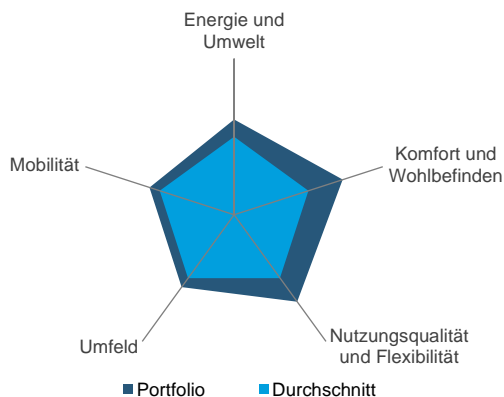 Energie und
Umwelt
Komfort und
Wohlbefinden
Nutzungsqualität
und Flexibilität
Umfeld
Mobilität
Portfolio
Durchschnitt